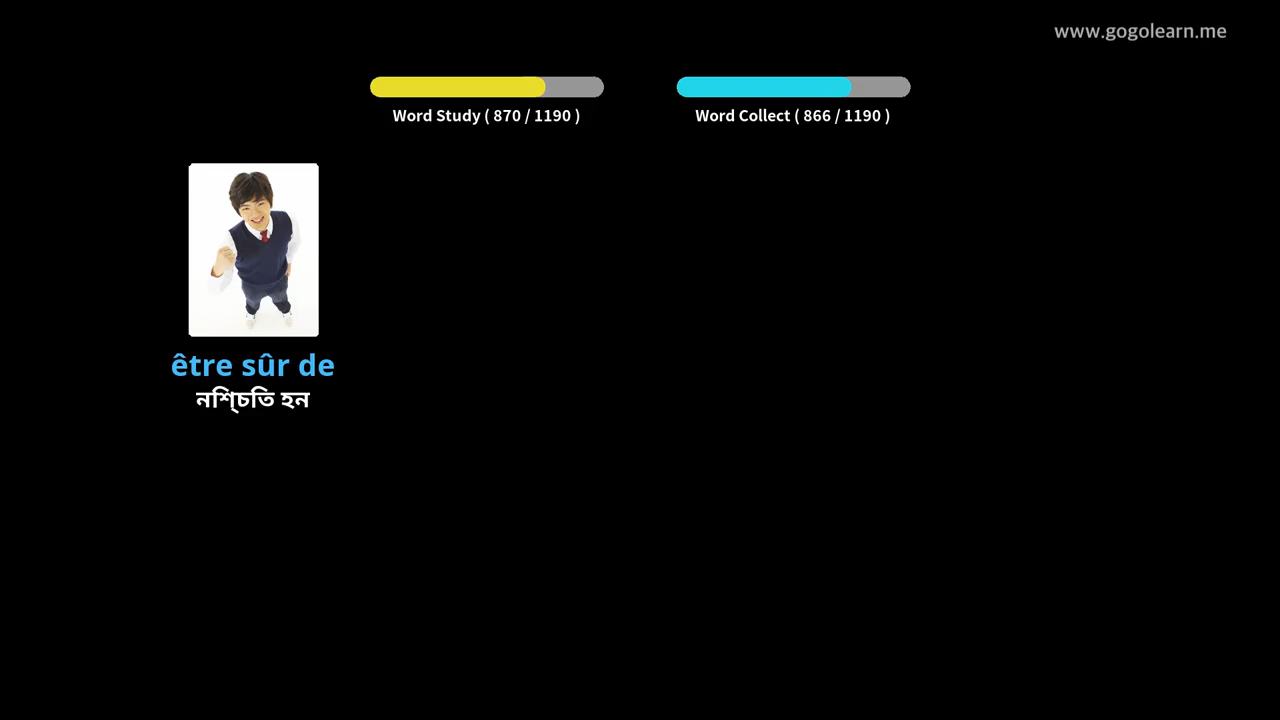 www.gogolearn.me
Word Study ( 870 / 1190 )
Word Collect ( 866 / 1190 )
être sûr de
নিশ্চিত হন